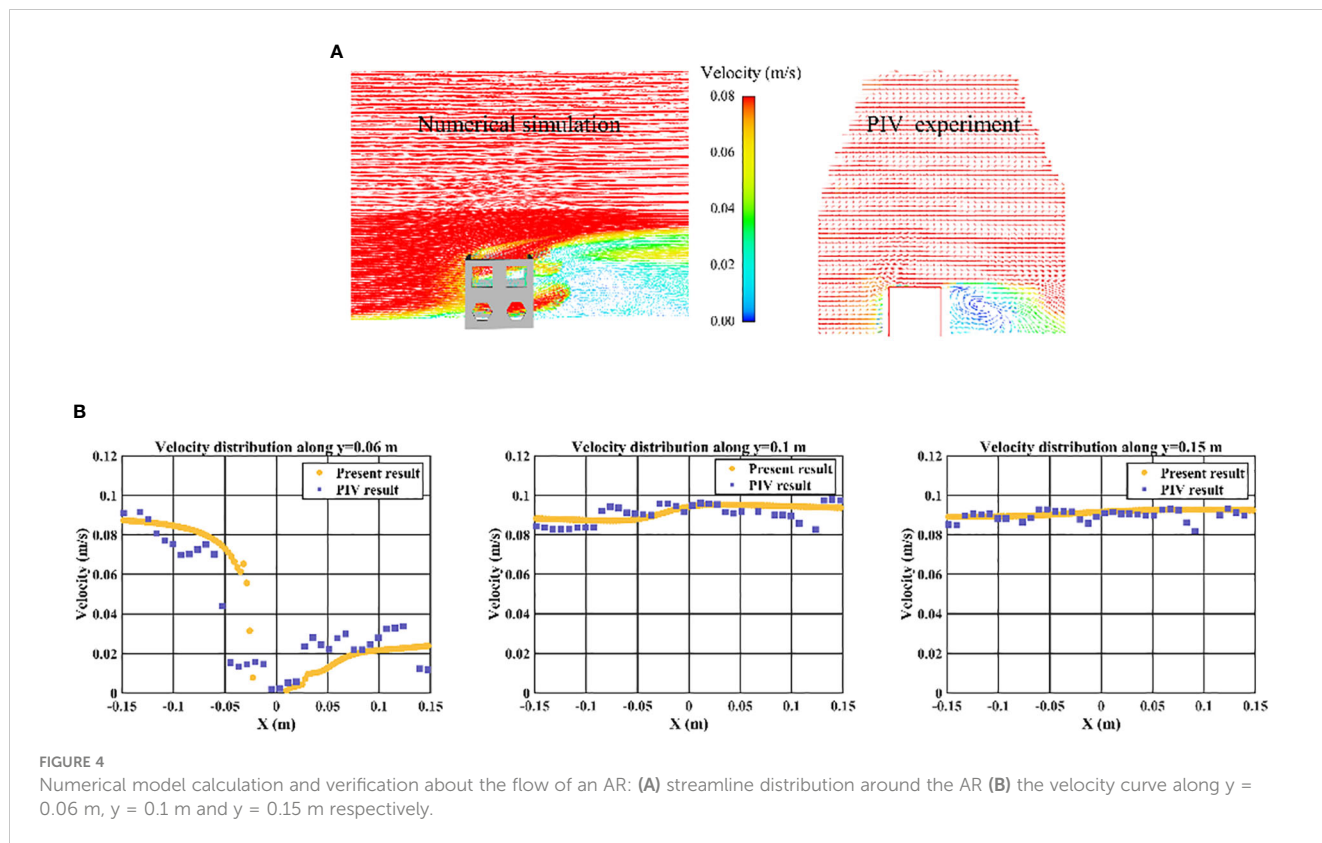 A
Velocity (m/s)
0.08
0.06
0.04
0.02
0.00
Numerical simulation
PIV experiment
B
Velocity distribution along y=0.06 m
0.12
0.1
0.08
0.06
0.04
0.02
0
Velocity (m/s)
Present result
PIV result
-0.15 -0.1 -0.05 0 0.05 0.1 0.15
X (m)
Velocity distribution along y=0.1 m
0.12
0.1
0.08
0.06
0.04
0.02
0
Velocity (m/s)
Present result
PIV result
-0.15 -0.1 -0.05 0 0.05 0.1 0.15
X (m)
Velocity distribution along y=0.15 m
0.12
0.1
0.08
0.06
0.04
0.02
0
Velocity (m/s)
Present result
PIV result
-0.15 -0.1 -0.05 0 0.05 0.1 0.15
X (m)
FIGURE 4
Numerical model calculation and verification about the flow of an AR: (A) streamline distribution around the AR (B) the velocity curve along y =
0.06 m, y = 0.1 m and y = 0.15 m respectively.